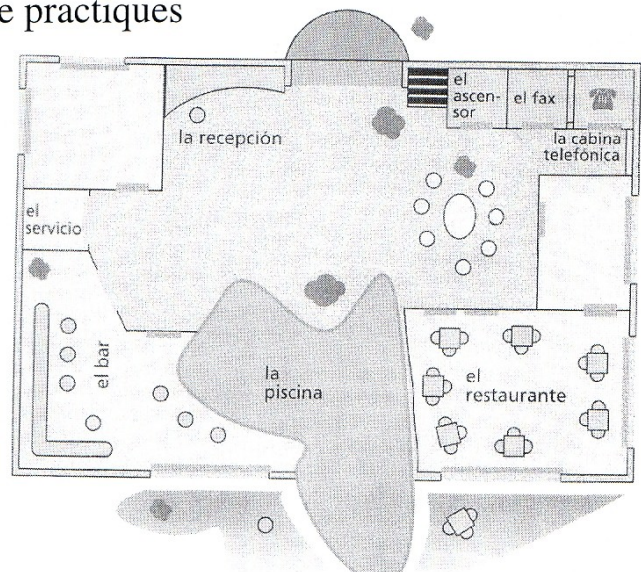 e practiques
el
ascen-
sor
el fax
la cabina
telefónica
la recepción
el
servicio
el bar
la
piscina
el
restaurante